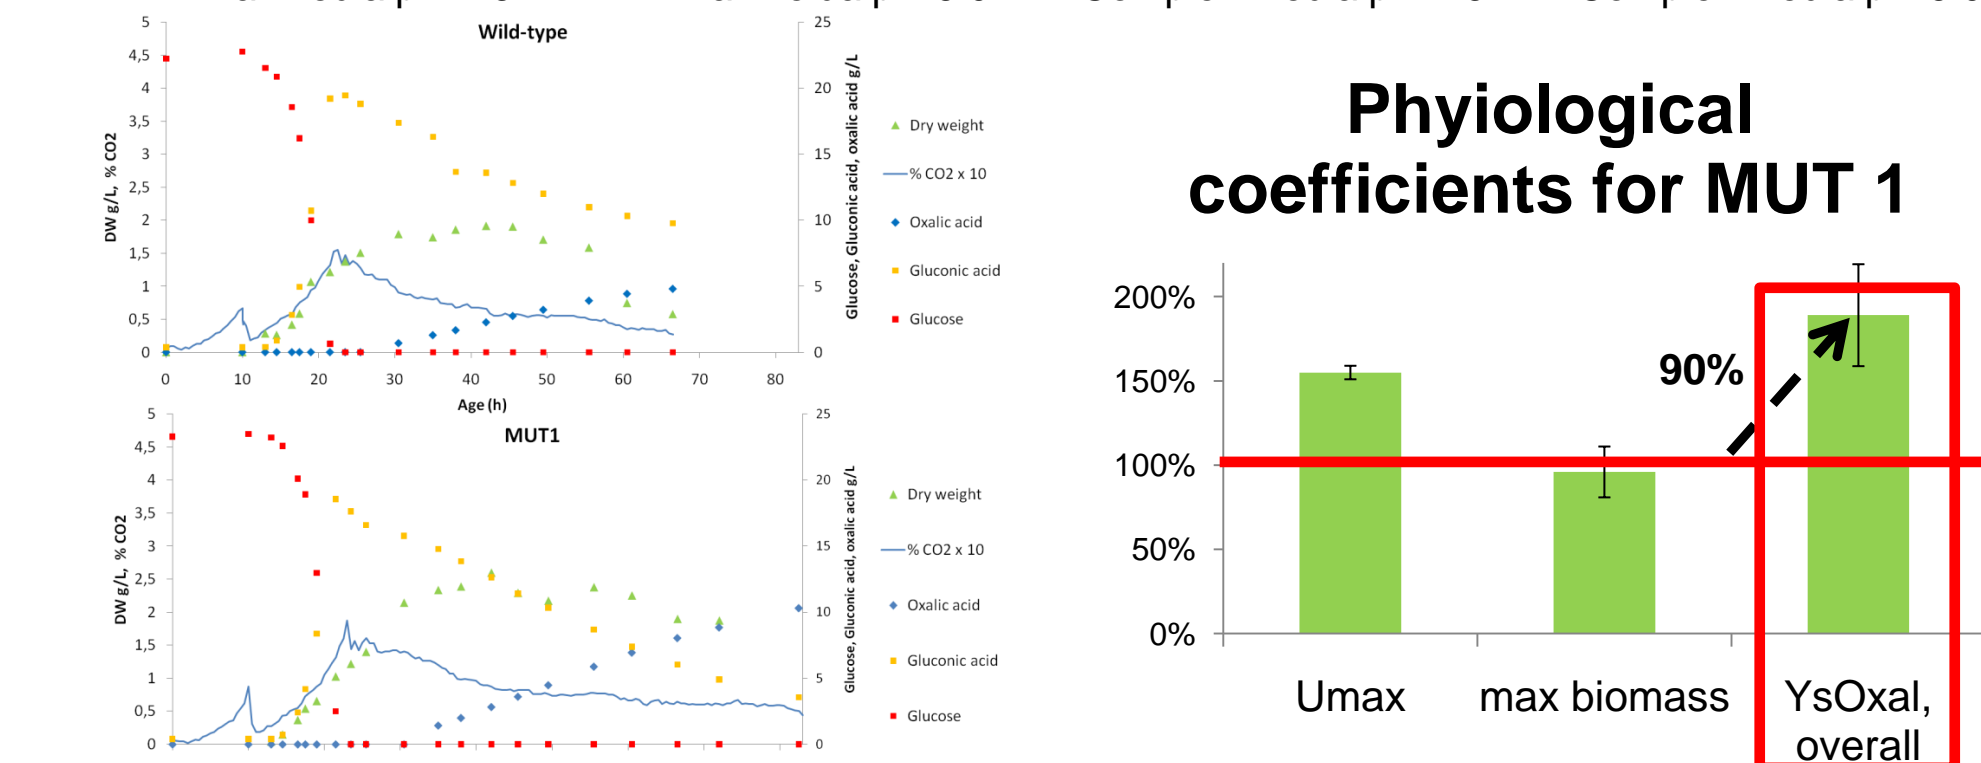 Wild-type
5
4,5
4
3,5
3
2,5
2
1,5
1
0,5
0
DW g/L, % CO2
25
20
15
10
5
0
Glucose, Gluconic acid, oxalic acid g/L
0 10 20 30 40 50 60 70 80
Age (h)
Dry weight
% CO2 x 10
Oxalic acid
Gluconic acid
Glucose
MUT1
5
4,5
4
3,5
3
2,5
2
1,5
1
0,5
0
DW g/L, % CO2
25
20
15
10
5
0
Glucose, Gluconic acid, oxalic acid g/L
Dry weight
% CO2 x 10
Oxalic acid
Gluconic acid
Glucose
Phyiological
coefficients for MUT 1
200%
150%
100%
50%
0%
90%
Umax max biomass YsOxal,
overall